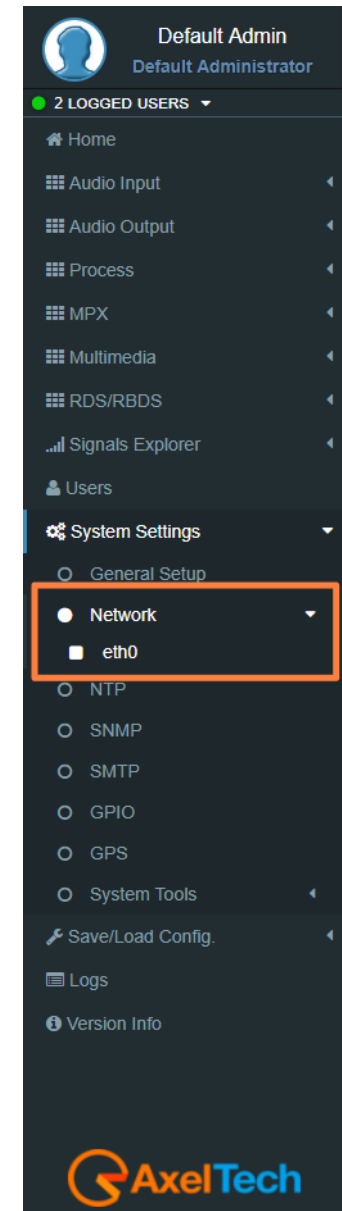 Default Admin
Default Administrator
2 LOGGED USERS
Home
Audio Input
Audio Output
Process
MPX
Multimedia
RDS/RBDS
Signals Explorer
Users
System Settings
General Setup
Network
eth0
NTP
SNMP
SMTP
GPIO
GPS
System Tools
Save/Load Config.
Logs
Version Info
AxelTech